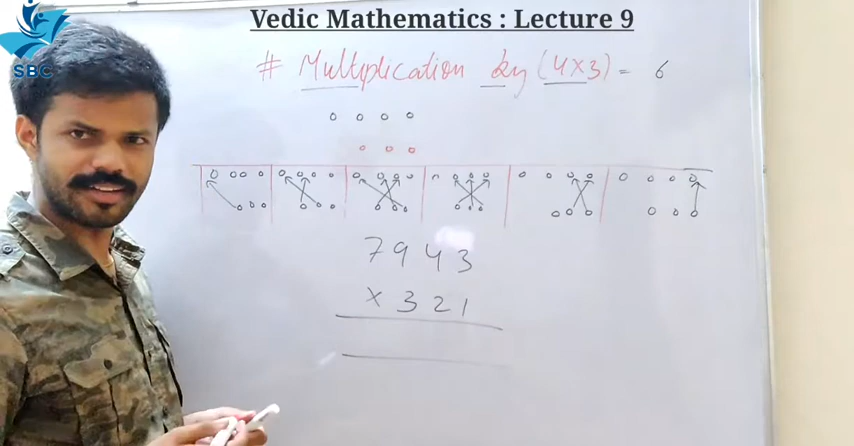 Vedic Mathematics : Lecture 9
SBC
# Multiplication by (4x3) = 6
7943
x 321